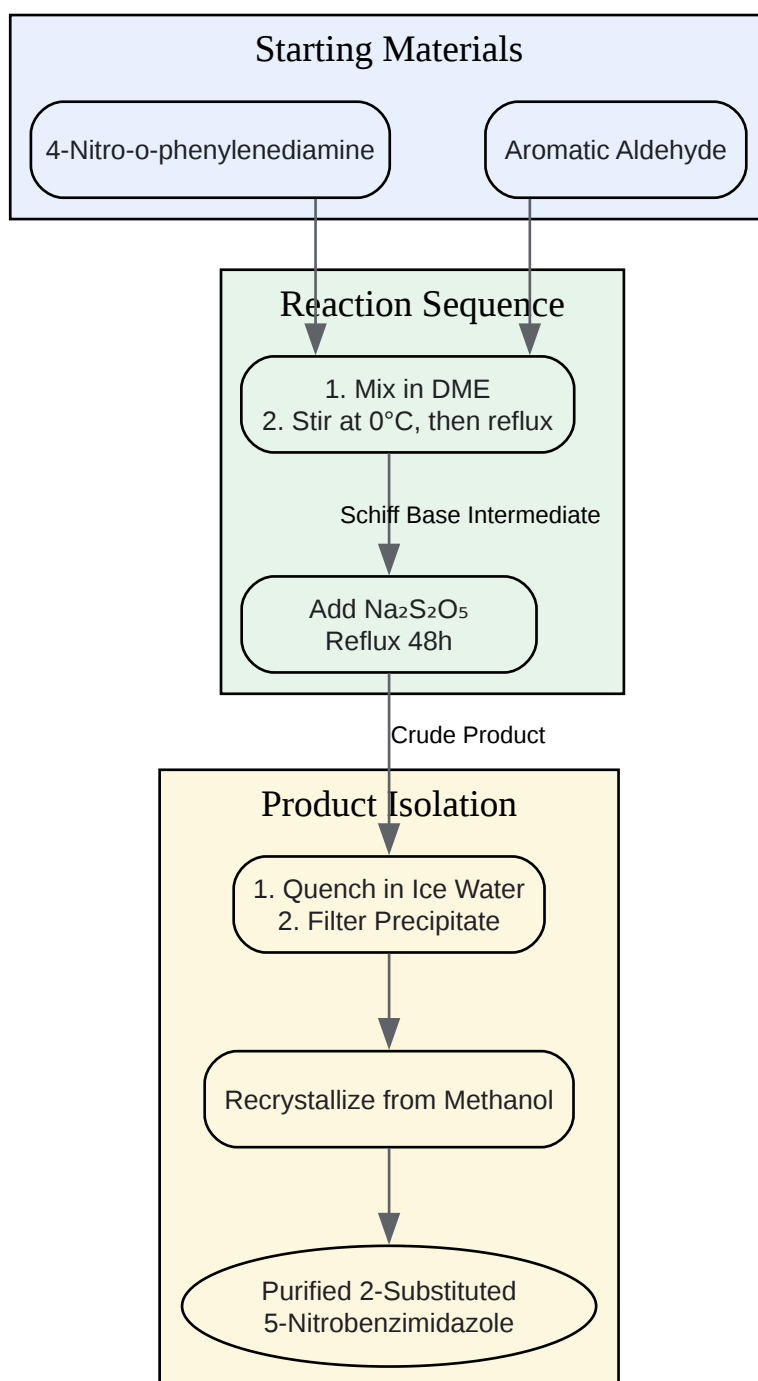 Starting Materials
4-Nitro-o-phenylenediamine
Aromatic Aldehyde
Reaction Sequence
1. Mix in DME
2. Stir at 0°C, then reflux
Schiff Base Intermediate
Add Na₂S₂O₅
Reflux 48h
Crude Product
Product Isolation
1. Quench in Ice Water
2. Filter Precipitate
Recrystallize from Methanol
Purified 2-Substituted
5-Nitrobenzimidazole